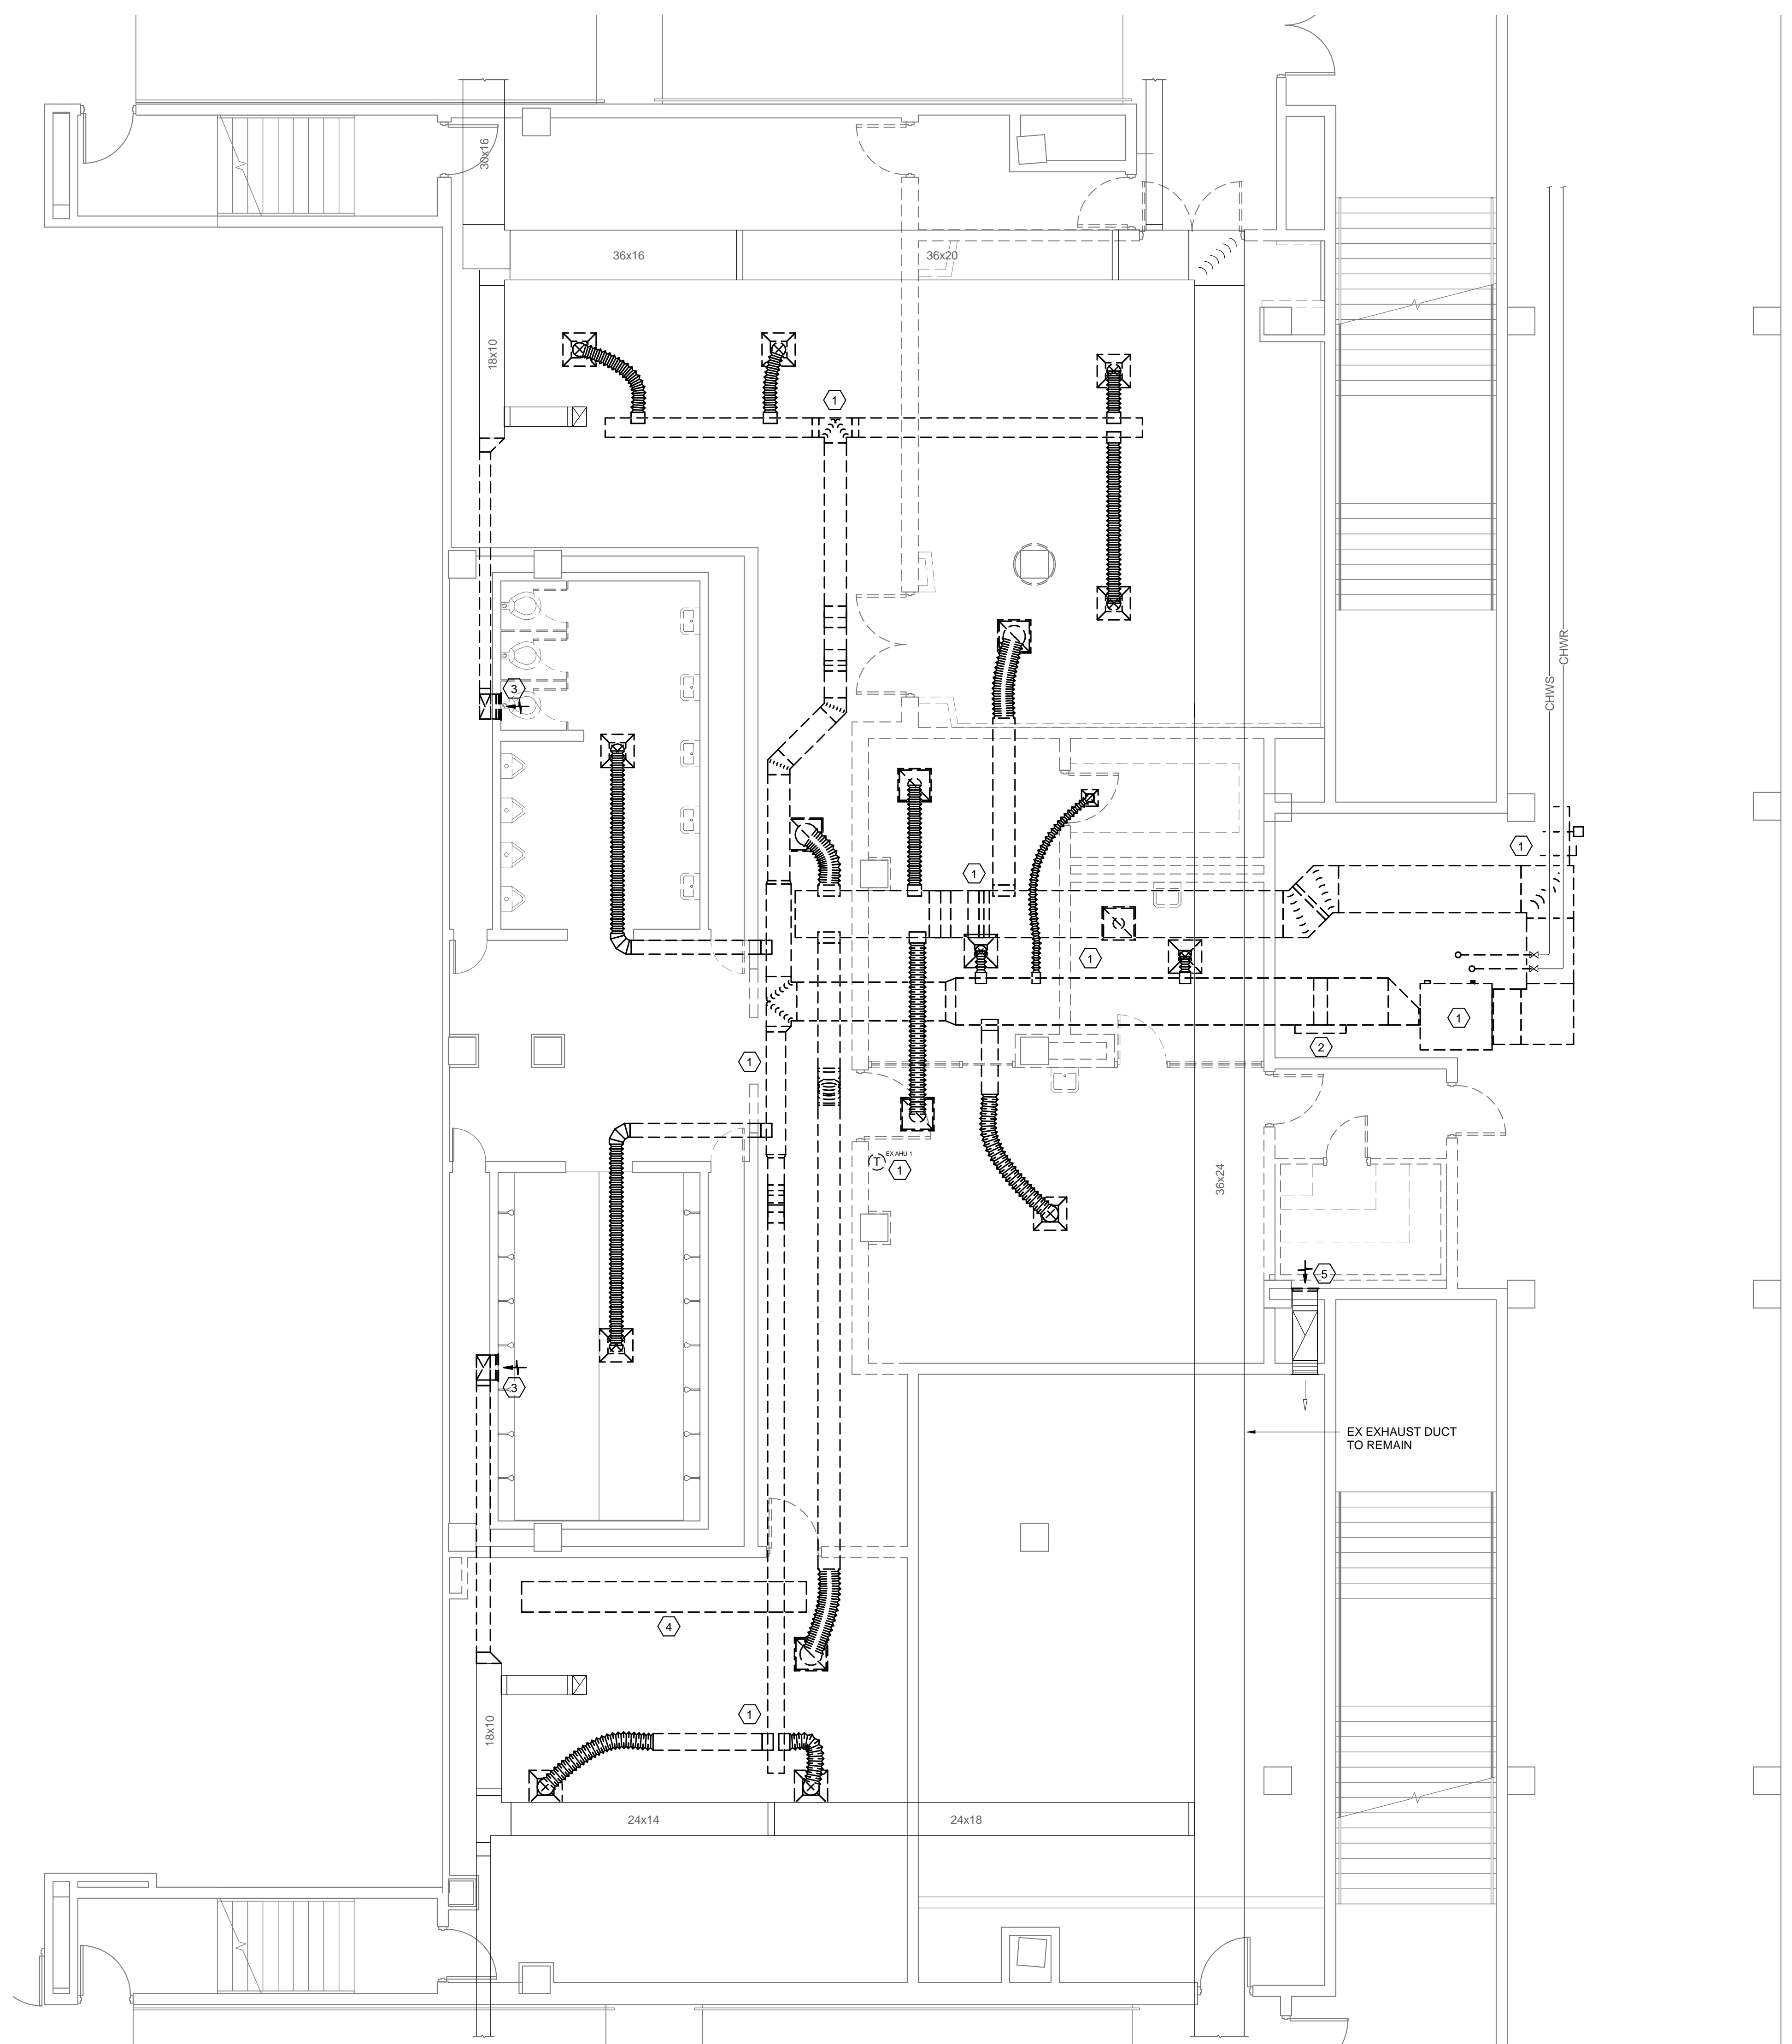 30x16
36x16
36x20
18x10
1
CHWR
CHWS
3
1
1
1
1
2
1
EX AHU-1
T
1
36x24
5
3
EX EXHAUST DUCT
TO REMAIN
4
18x10
1
24x14
24x18